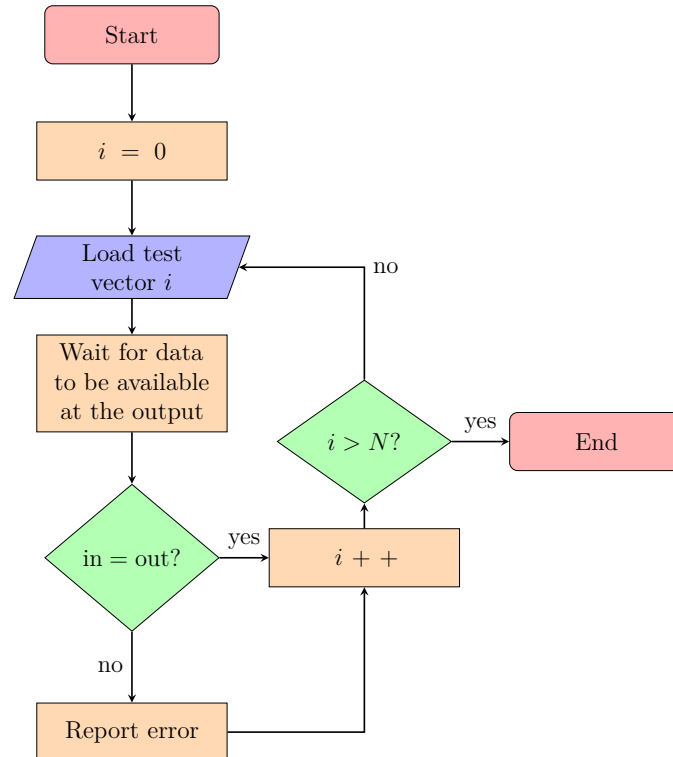 Start
i = 0
Load test
vector i
no
Wait for data
to be available
at the output
i > N?
yes
End
in = out?
yes
i + +
no
Report error